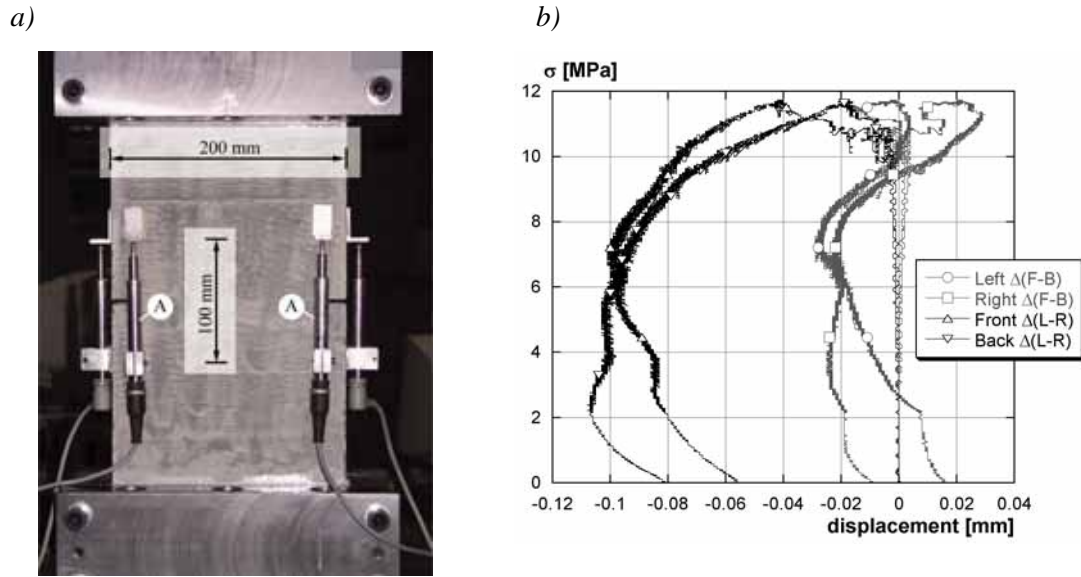 a)
b)
200 mm
100 mm
A
A
σ [MPa]
12
10
8
6
4
2
0
-0.12
-0.1
-0.08
-0.06
-0.04
-0.02
0
0.02
0.04
displacement [mm]
Left Δ(F-B)
Right Δ(F-B)
Front Δ(L-R)
Back Δ(L-R)